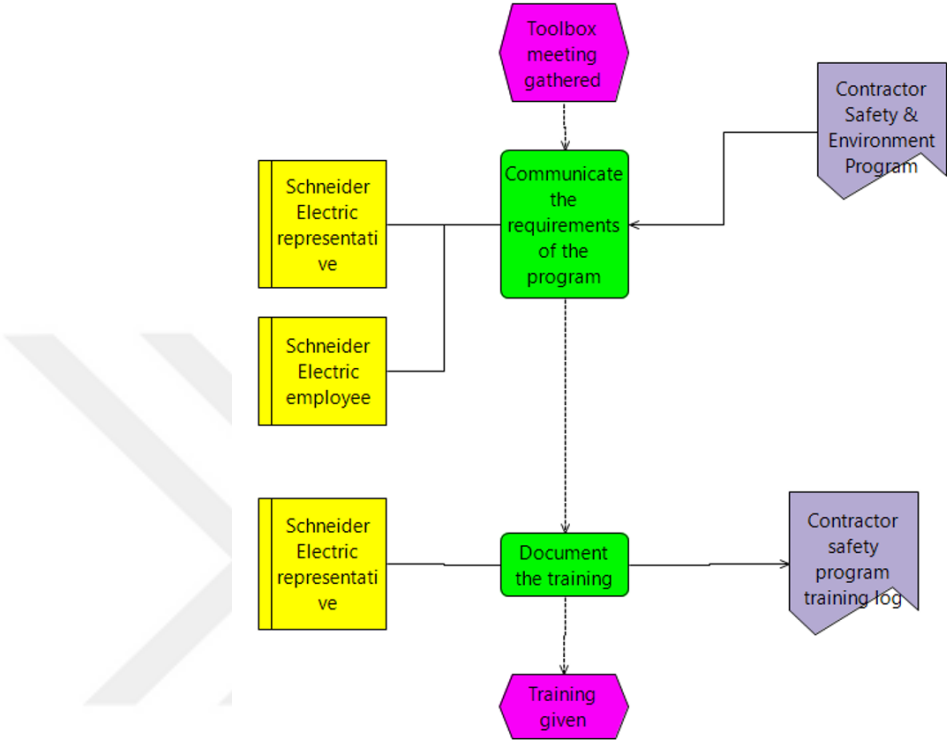 Toolbox
meeting
gathered
Contractor
Safety &
Environment
Program
Communicate
the
requirements
of the
program
Schneider
Electric
representati
ve
Schneider
Electric
employee
Schneider
Electric
representati
ve
Document
the training
Contractor
safety
program
training log
Training
given